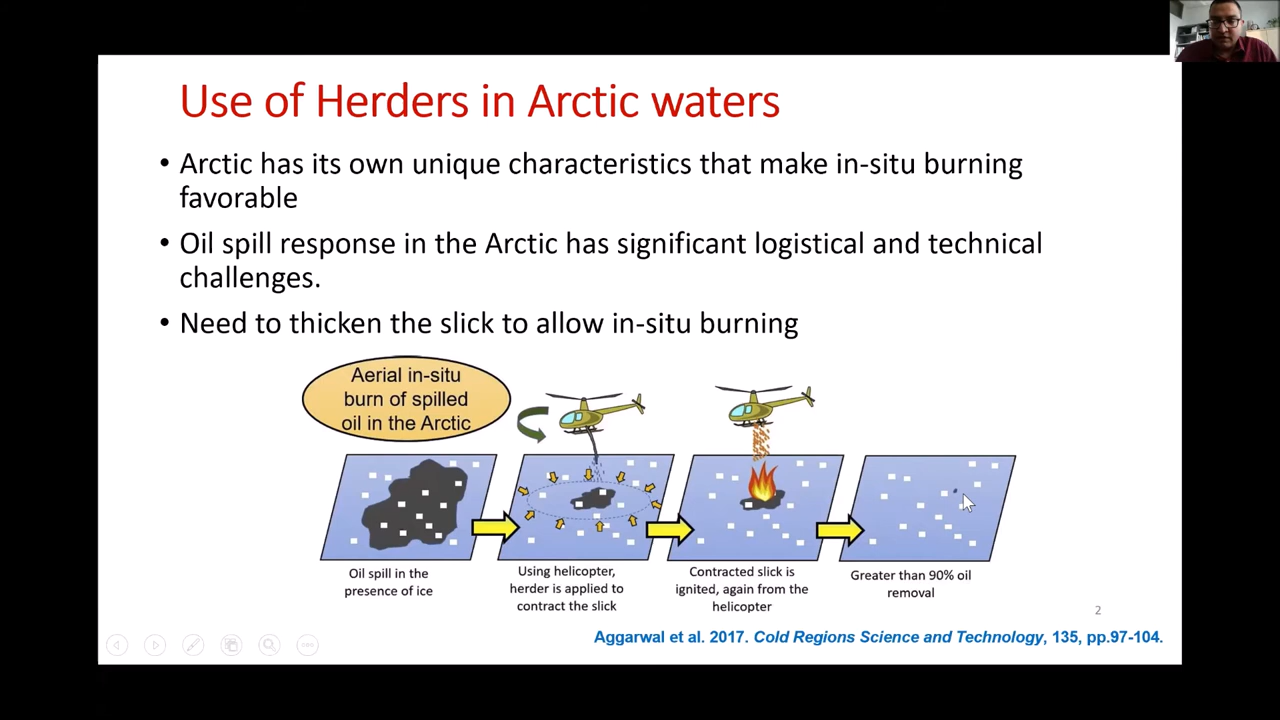 Use of Herders in Arctic waters
• Arctic has its own unique characteristics that make in-situ burning
favorable
• Oil spill response in the Arctic has significant logistical and technical
challenges.
• Need to thicken the slick to allow in-situ burning
Aerial in-situ
burn of spilled
oil in the Arctic
Oil spill in the
presence of ice
Using helicopter,
herder is applied to
contract the slick
Contracted slick is
ignited, again from the
helicopter
Greater than 90% oil
removal
2
Aggarwal et al. 2017. Cold Regions Science and Technology, 135, pp.97-104.